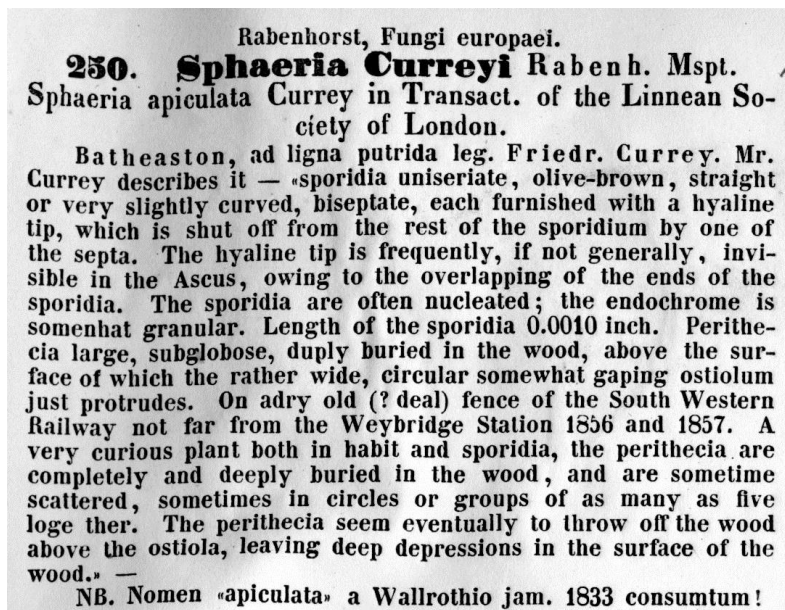 Rabenhorst, Fungi europaei.
250. Sphaeria Curreyi Rabenh. Mspt.
Sphaeria apiculata Currey in Transact. of the Linnean So-
ciety of London.
Batheaston, ad ligna putrida leg. Friedr. Currey. Mr.
Currey describes it — «sporidia uniseriate, olive-brown, straight
or very slightly curved, biseptate, each furnished with a hyaline
tip, which is shut off from the rest of the sporidium by one of
the septa. The hyaline tip is frequently, if not generally, invi-
sible in the Ascus, owing to the overlapping of the ends of the
sporidia. The sporidia are often nucleated; the endochrome is
somenhat granular. Length of the sporidia 0.0010 inch. Perithe-
cia large, subglobose, duply buried in the wood, above the sur-
face of which the rather wide, circular somewhat gaping ostiolum
just protrudes. On adry old (? deal) fence of the South Western
Railway not far from the Weybridge Station 1856 and 1857. A
very curious plant both in habit and sporidia, the perithecia are
completely and deeply buried in the wood, and are sometime
scattered, sometimes in circles or groups of as many as five
loge ther. The perithecia seem eventually to throw off the wood
above the ostiola, leaving deep depressions in the surface of the
wood.» —
NB. Nomen «apiculata» a Wallrothio jam. 1833 consumtum!